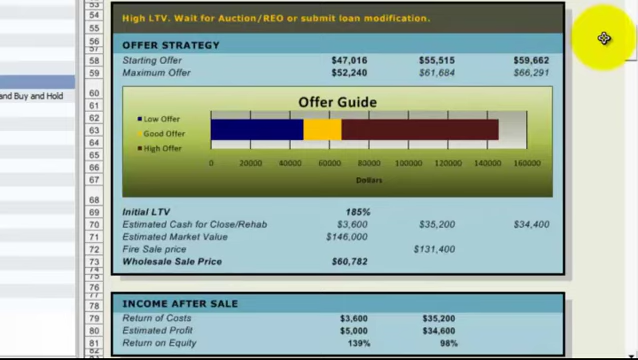 53
54 High LTV. Wait for Auction/REO or submit loan modification.
55
56 OFFER STRATEGY
57
58 Starting Offer $47,016 $55,515 $59,662
59 Maximum Offer $52,240 $61,684 $66,291
and Buy and Hold
60
61 Offer Guide
62 Low Offer
63 Good Offer
64 High Offer
65
66 0 20000 40000 60000 80000 100000 120000 140000 160000
67 Dollars
68
69 Initial LTV 185%
70 Estimated Cash for Close/Rehab $3,600 $35,200 $34,400
71 Estimated Market Value $146,000
72 Fire Sale price $131,400
73 Wholesale Sale Price $60,782
74
75
76
77
78 INCOME AFTER SALE
79 Return of Costs $3,600 $35,200
80 Estimated Profit $5,000 $34,600
81 Return on Equity 139% 98%